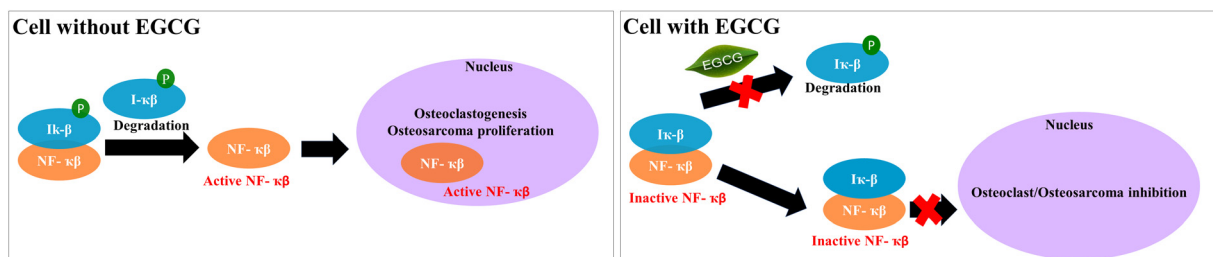 Cell without EGCG
P
I-κβ
Degradation
P
Ik-β
NF- κβ
NF- κβ
Active NF- κβ
Nucleus
Osteoclastogenesis
Osteosarcoma proliferation
NF- κβ
Active NF- κβ
Cell with EGCG
EGCG
P
Iκ-β
Degradation
Iκ-β
NF- κβ
Inactive NF- κβ
Iκ-β
NF- κβ
Inactive NF- κβ
Nucleus
Osteoclast/Osteosarcoma inhibition